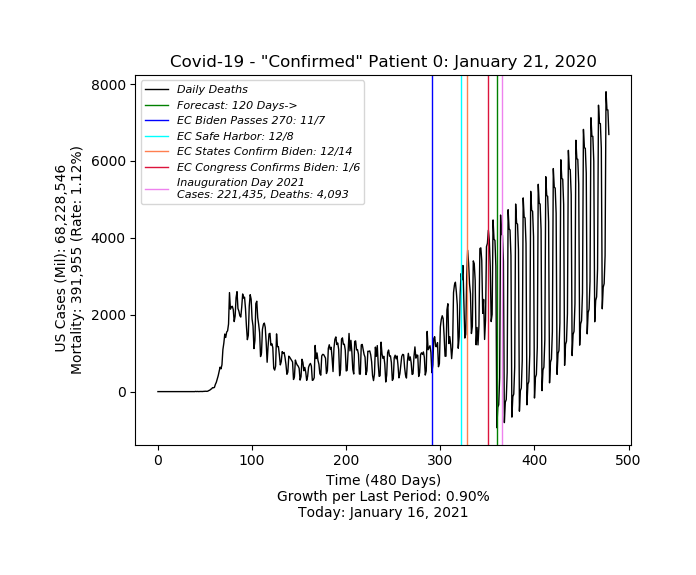 Covid-19 - "Confirmed" Patient 0: January 21, 2020
8000
6000
4000
2000
0
US Cases (Mil): 68,228,546
Mortality: 391,955 (Rate: 1.12%)
Daily Deaths
Forecast: 120 Days->
EC Biden Passes 270: 11/7
EC Safe Harbor: 12/8
EC States Confirm Biden: 12/14
EC Congress Confirms Biden: 1/6
Inauguration Day 2021
Cases: 221,435, Deaths: 4,093
0 100 200 300 400 500
Time (480 Days)
Growth per Last Period: 0.90%
Today: January 16, 2021